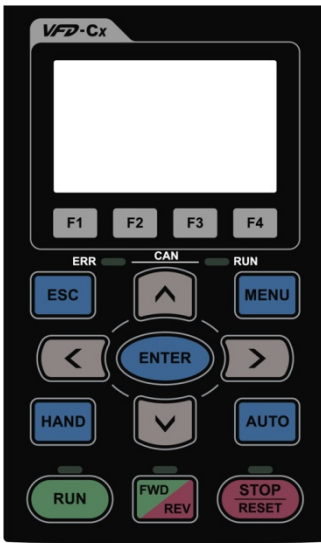 VFD-Cx
F1 F2 F3 F4
ERR CAN RUN
ESC MENU
ENTER
HAND AUTO
RUN FWD REV STOP RESET